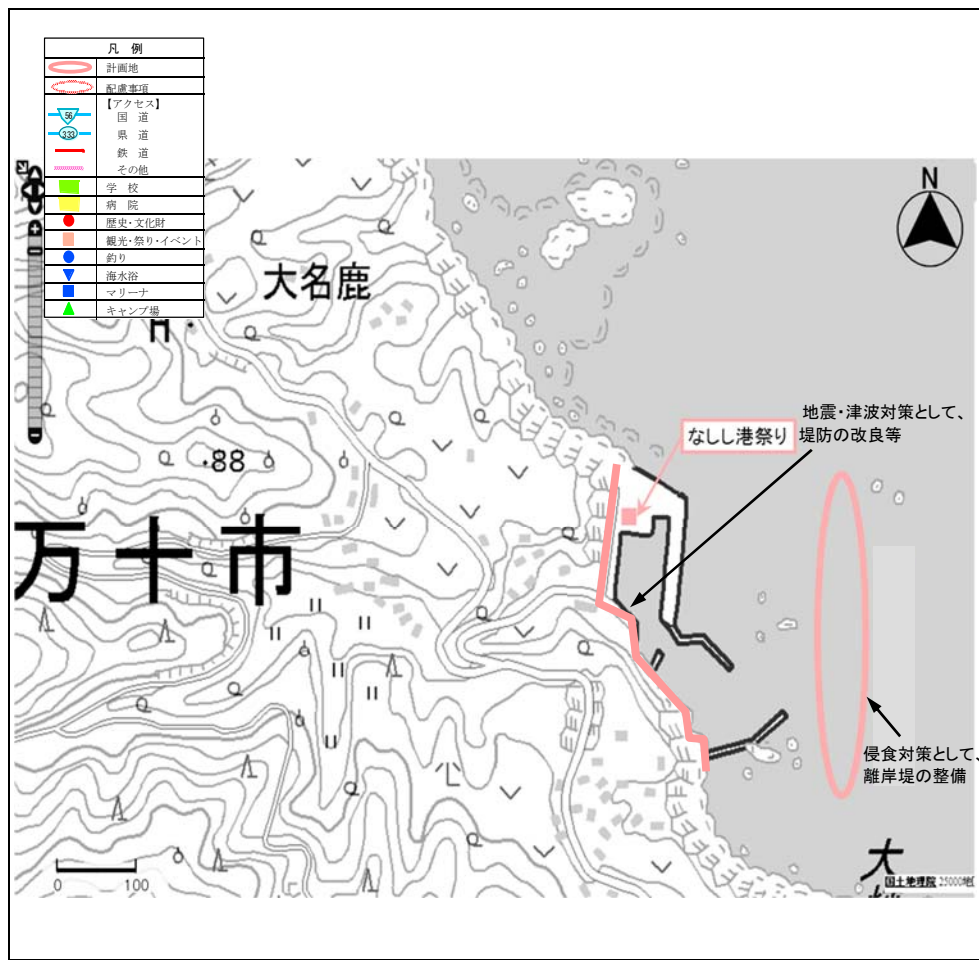 凡 例
計画地
配慮事項
【アクセス】
56
国 道
333
県 道
鉄 道
その他
学 校
病 院
歴史・文化財
観光・祭り・イベント
釣り
海水浴
マリーナ
キャンプ場
N
大名鹿
地震・津波対策として、
堤防の改良等
なしし港祭り
・88
万十市
侵食対策として、
離岸堤の整備
大
国土地理院
0 100